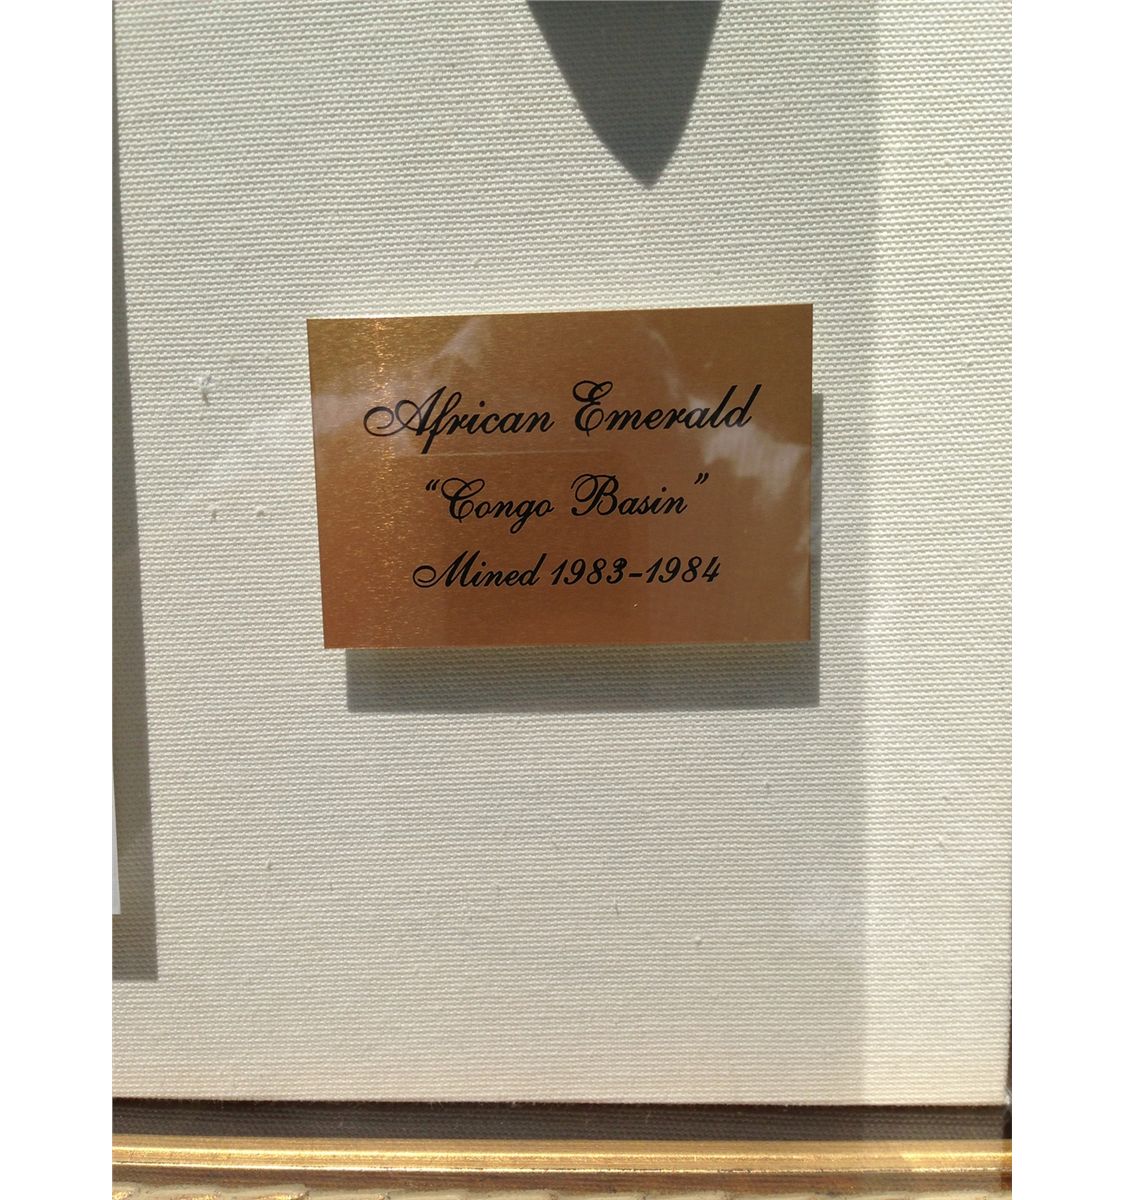 African Emerald
“Congo Basin”
Mined 1983-1984